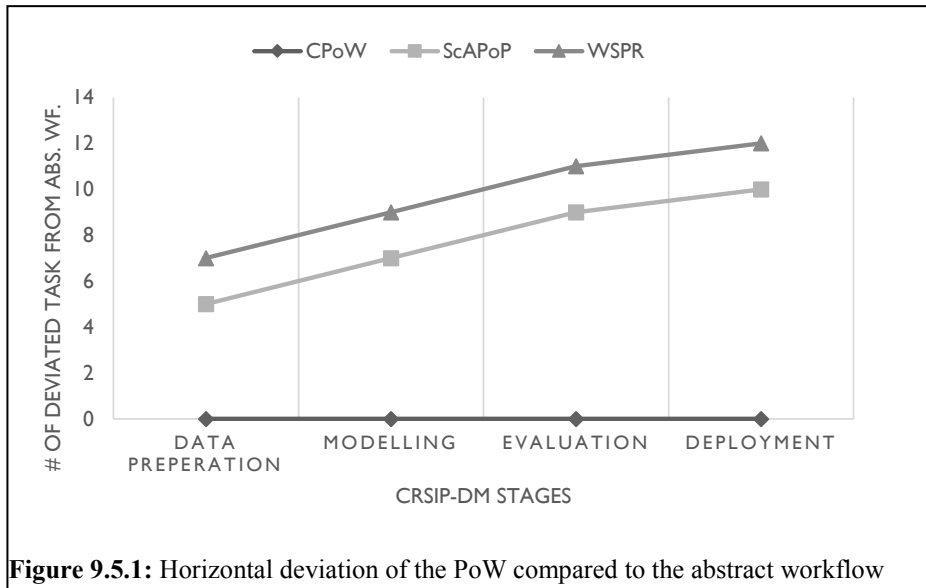 CPoW ScAPoP WSPR
14
12
10
8
6
4
2
0
# OF DEVIATED TASK FROM ABS. WF.
DATA PREPERATION
MODELLING
EVALUATION
DEPLOYMENT
CRSIP-DM STAGES
Figure 9.5.1: Horizontal deviation of the PoW compared to the abstract workflow